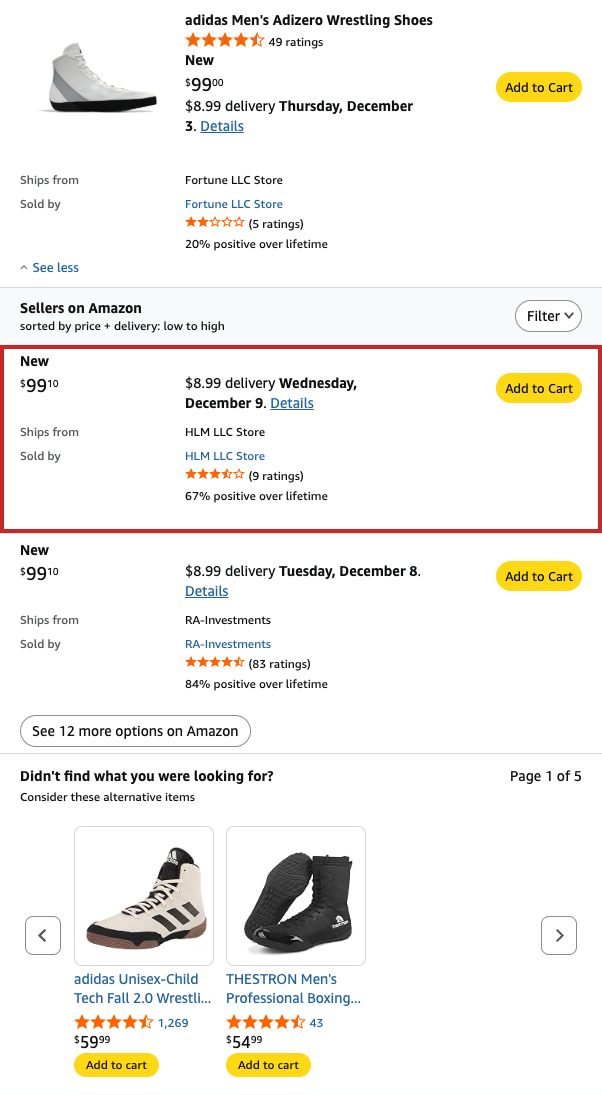 adidas Men's Adizero Wrestling Shoes
49 ratings
New
$9900
$8.99 delivery Thursday, December
3. Details
Add to Cart
Ships from Fortune LLC Store
Sold by Fortune LLC Store
(5 ratings)
20% positive over lifetime
See less
Sellers on Amazon
sorted by price + delivery: low to high
Filter
New
$9910
$8.99 delivery Wednesday,
December 9. Details
Add to Cart
Ships from HLM LLC Store
Sold by HLM LLC Store
(9 ratings)
67% positive over lifetime
New
$9910
$8.99 delivery Tuesday, December 8.
Details
Add to Cart
Ships from RA-Investments
Sold by RA-Investments
(83 ratings)
84% positive over lifetime
See 12 more options on Amazon
Didn't find what you were looking for? Page 1 of 5
Consider these alternative items
adidas
adidas Unisex-Child
Tech Fall 2.0 Wrestli...
1,269
$5999
Add to cart
THESTRON Men's
Professional Boxing...
43
$5499
Add to cart